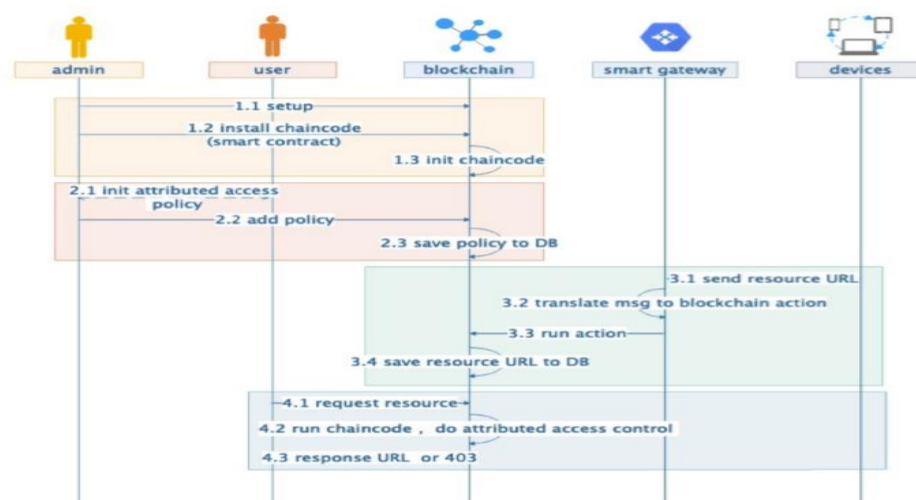 admin user blockchain smart gateway devices
1.1 setup
1.2 install chaincode
(smart contract)
1.3 init chaincode
2.1 init attributed access
policy
2.2 add policy
2.3 save policy to DB
3.1 send resource URL
3.2 translate msg to blockchain action
3.3 run action
3.4 save resource URL to DB
4.1 request resource
4.2 run chaincode , do attributed access control
4.3 response URL or 403